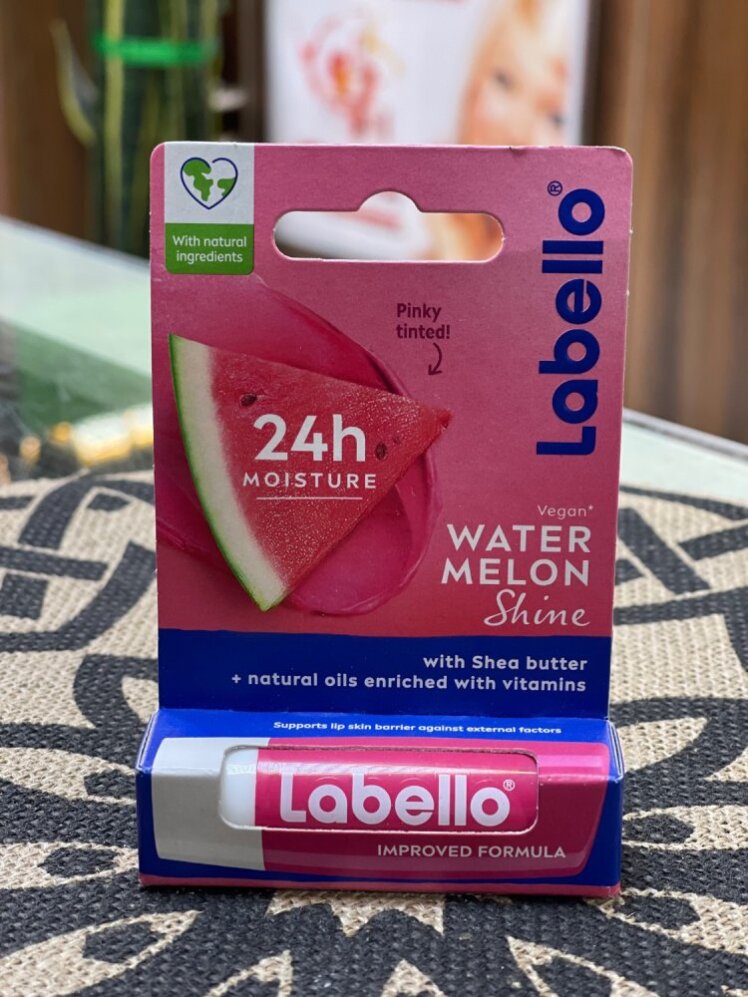 With natural
ingredients
Labello®
Pinky
tinted!
24h
MOISTURE
Vegan*
WATER
MELON
Shine
with Shea butter
+ natural oils enriched with vitamins
Supports lip skin barrier against external factors
Labello®
IMPROVED FORMULA